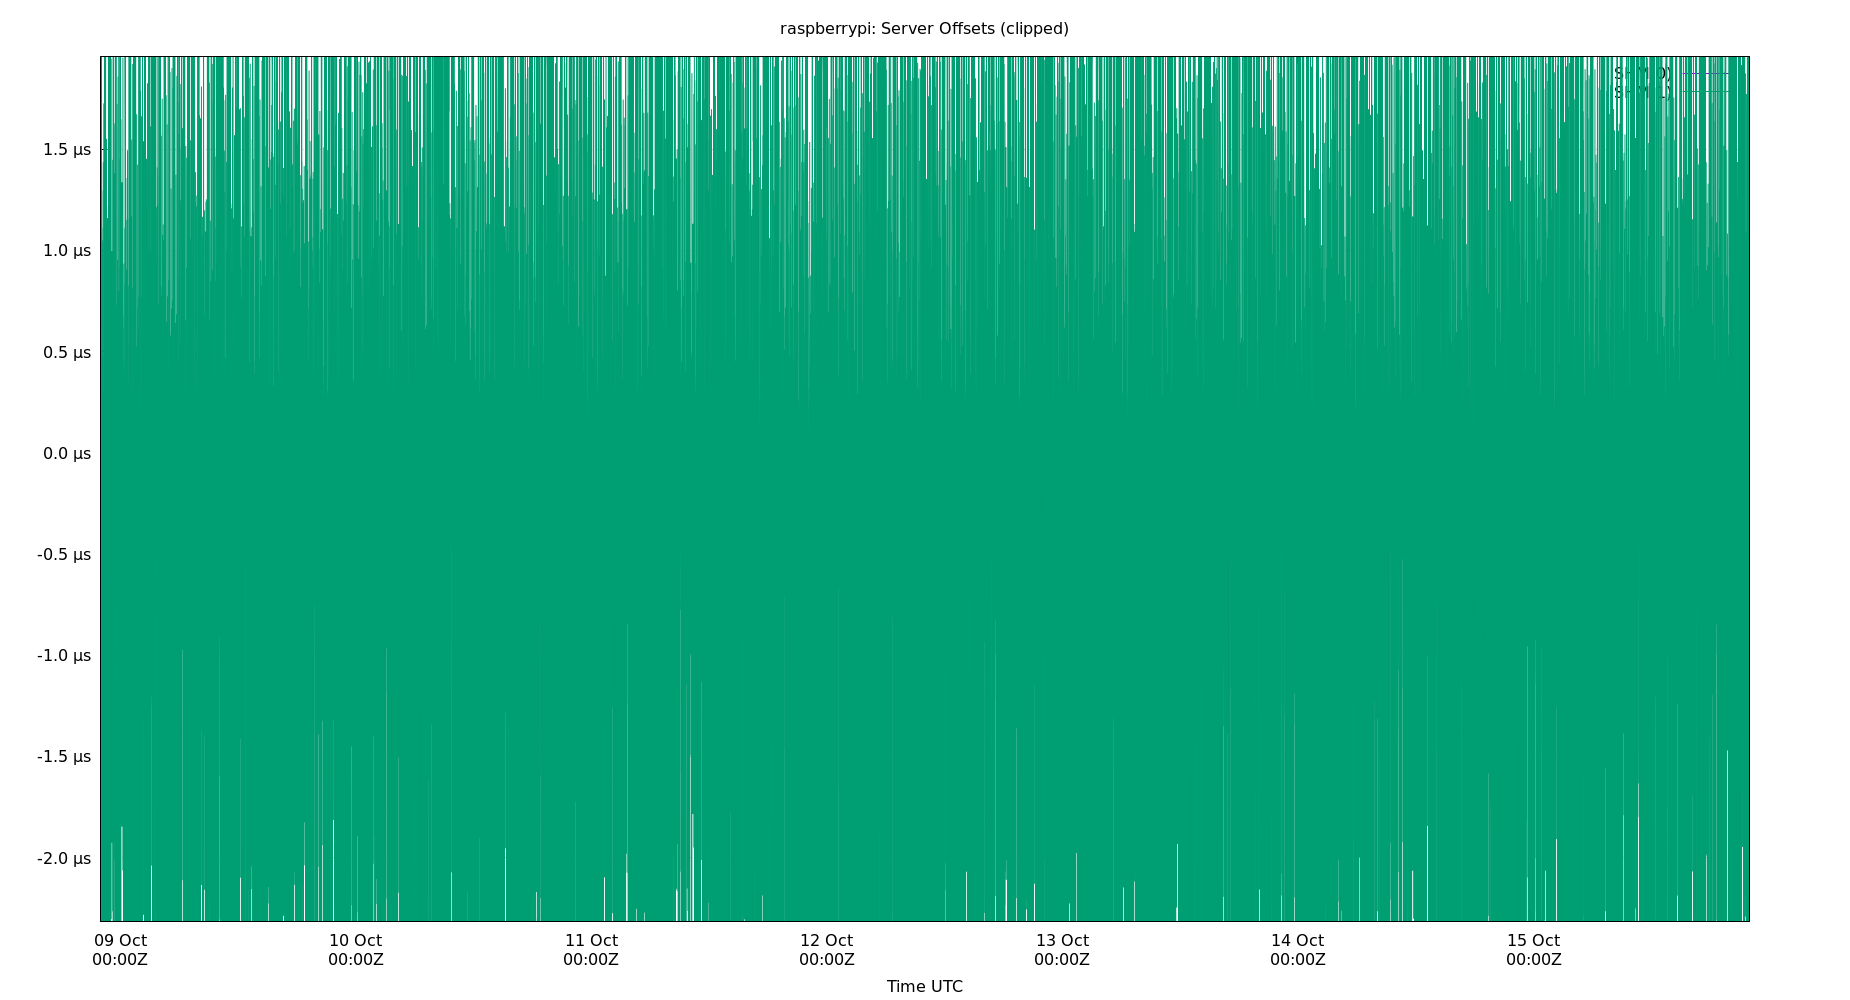 raspberrypi: Server Offsets (clipped)
1.5 µs
1.0 µs
0.5 µs
0.0 µs
-0.5 µs
-1.0 µs
-1.5 µs
-2.0 µs
09 Oct 10 Oct 11 Oct 12 Oct 13 Oct 14 Oct 15 Oct
00:00Z 00:00Z 00:00Z 00:00Z 00:00Z 00:00Z 00:00Z
Time UTC